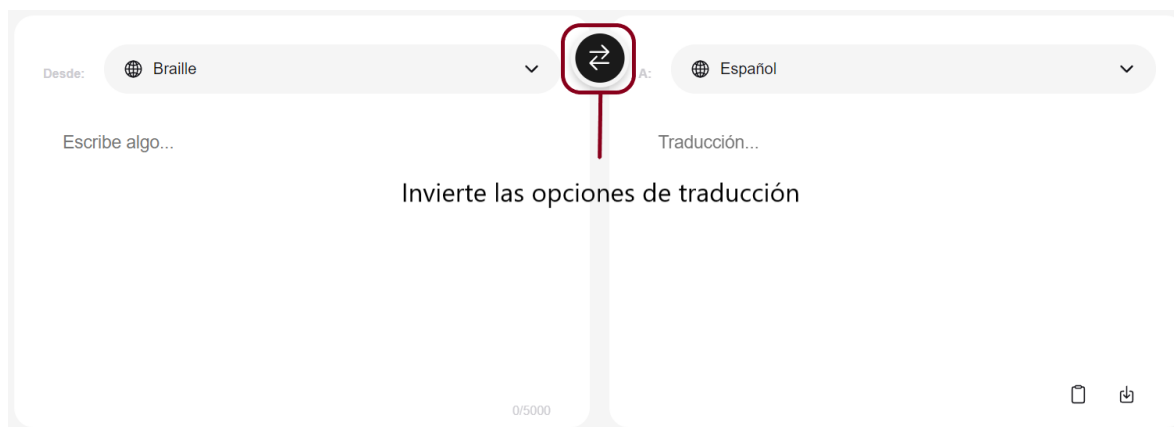 Desde:
Braille
A:
Español
Escribe algo...
Traducción...
Invierte las opciones de traducción
0/5000